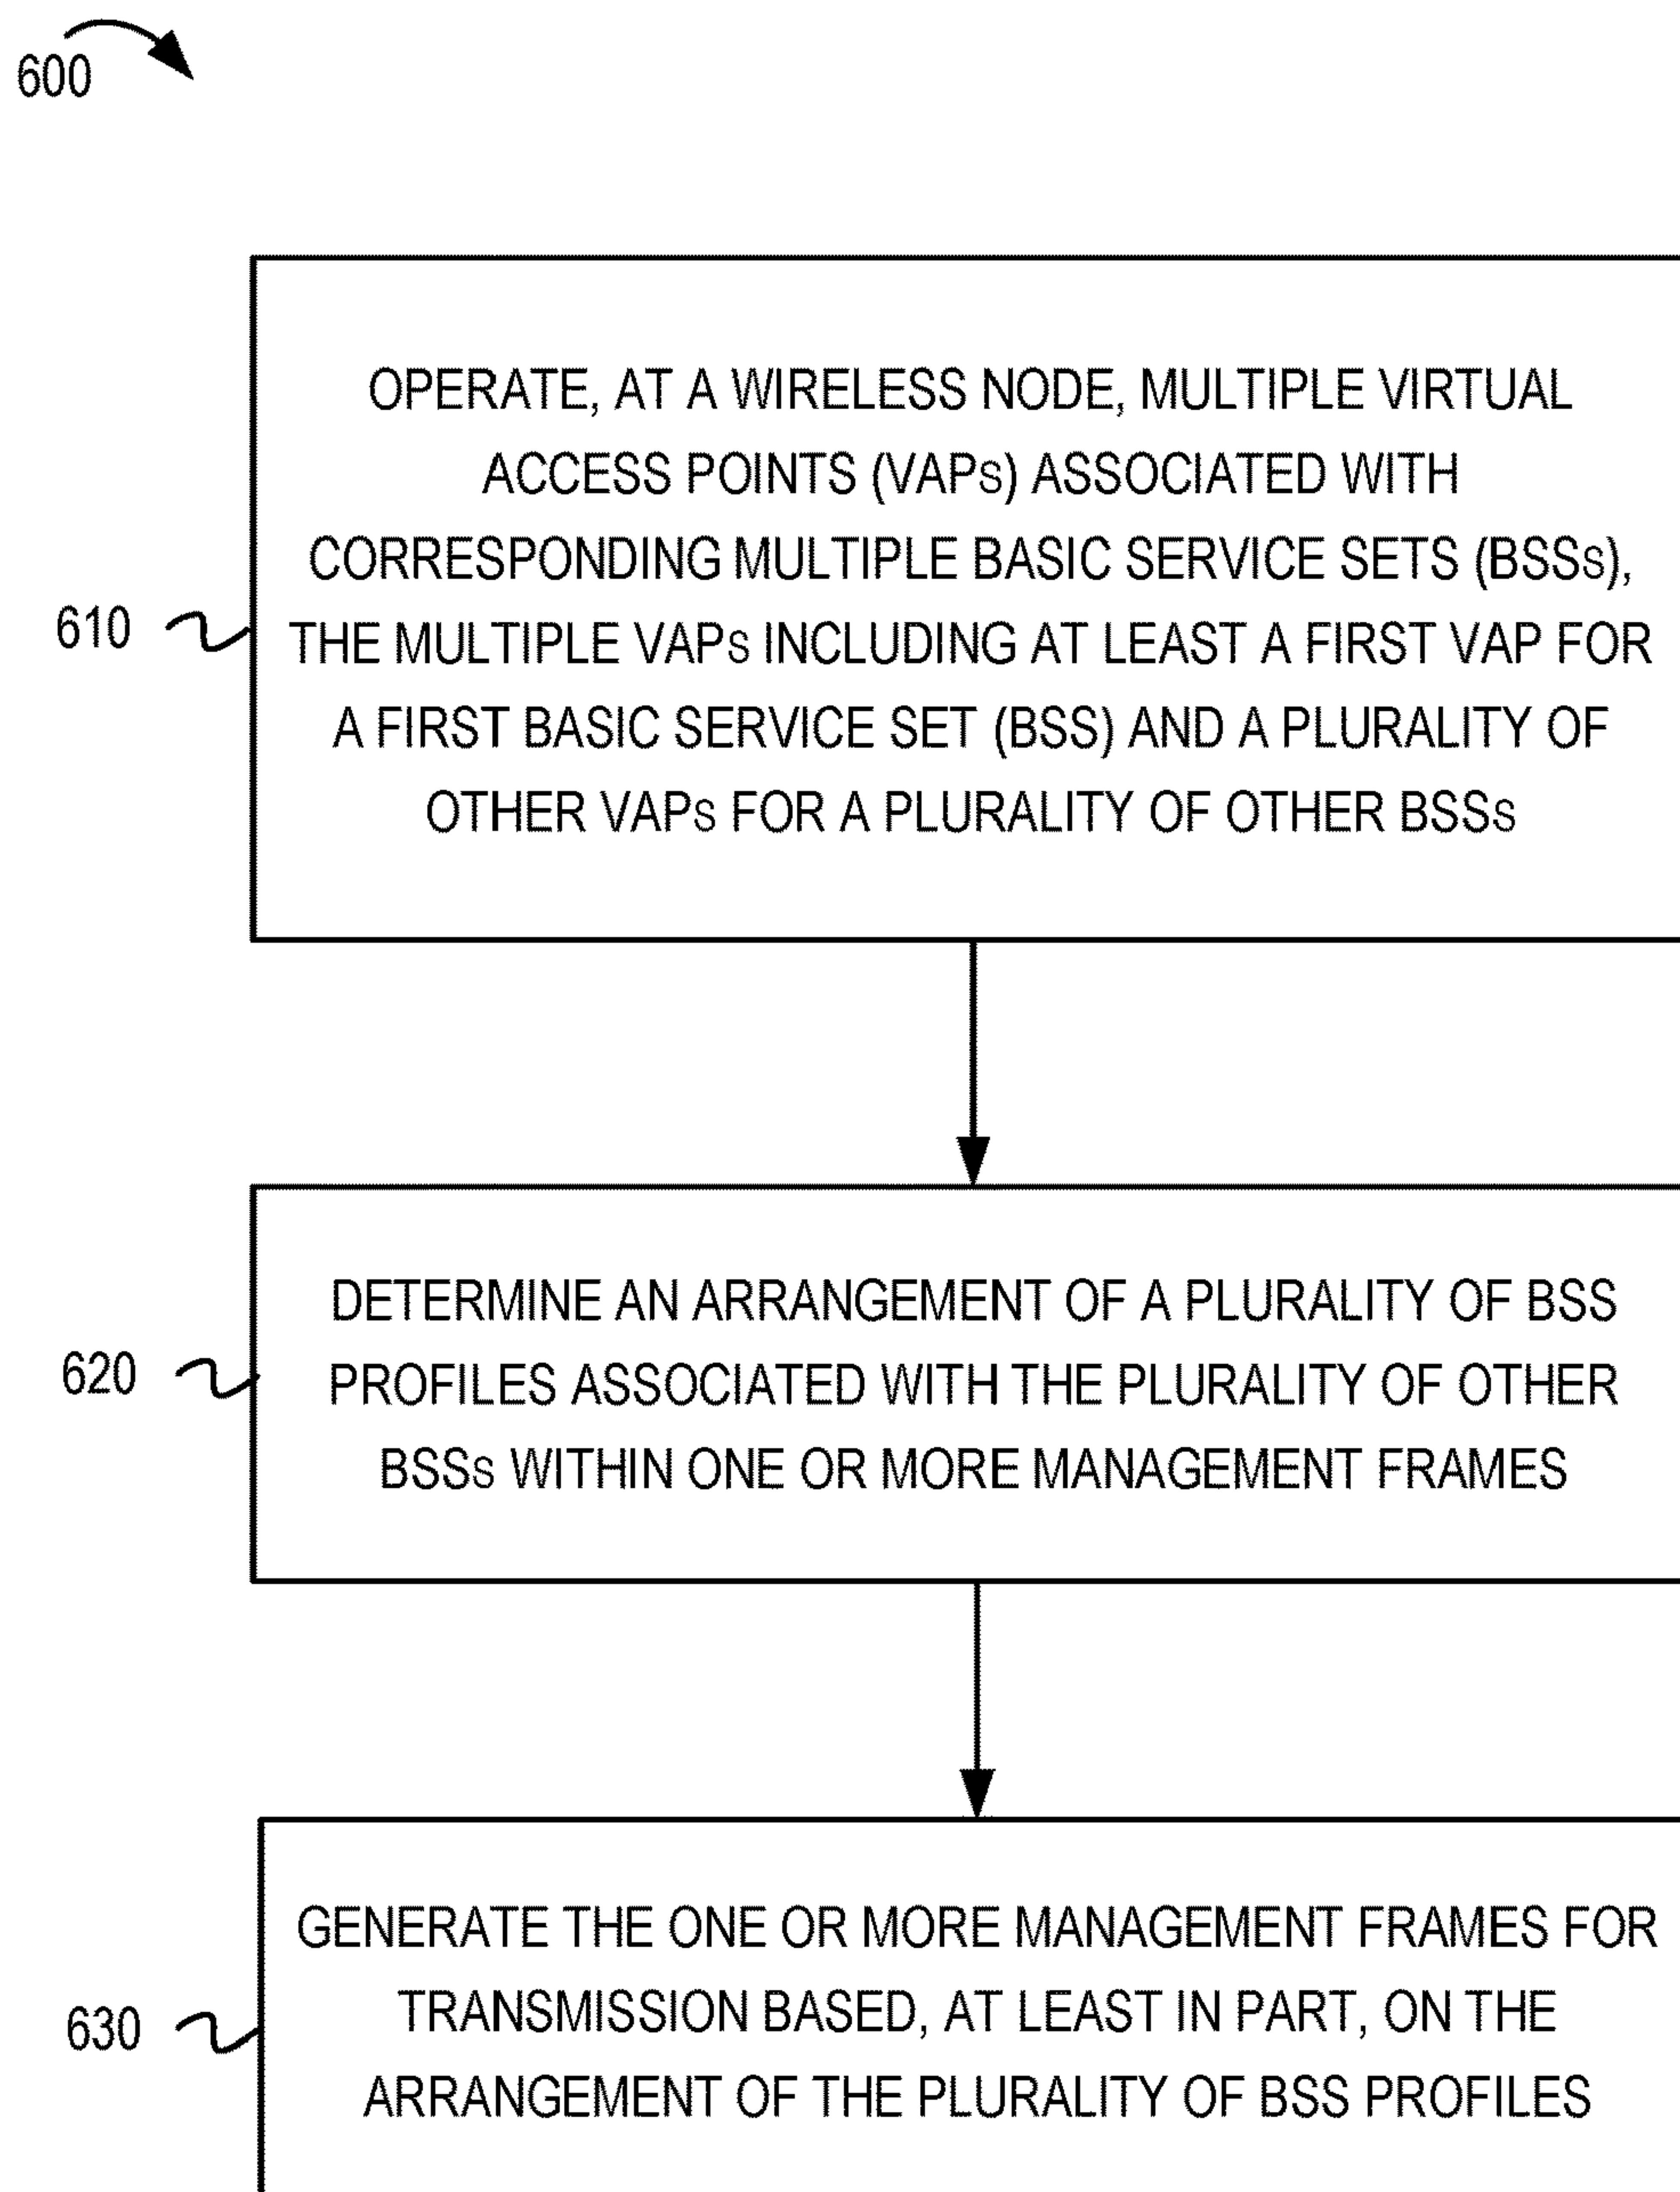 600
OPERATE, AT A WIRELESS NODE, MULTIPLE VIRTUAL
ACCESS POINTS (VAPs) ASSOCIATED WITH
CORRESPONDING MULTIPLE BASIC SERVICE SETS (BSSs),
610
THE MULTIPLE VAPs INCLUDING AT LEAST A FIRST VAP FOR
A FIRST BASIC SERVICE SET (BSS) AND A PLURALITY OF
OTHER VAPs FOR A PLURALITY OF OTHER BSSs
DETERMINE AN ARRANGEMENT OF A PLURALITY OF BSS
620
PROFILES ASSOCIATED WITH THE PLURALITY OF OTHER
BSSs WITHIN ONE OR MORE MANAGEMENT FRAMES
GENERATE THE ONE OR MORE MANAGEMENT FRAMES FOR
630
TRANSMISSION BASED, AT LEAST IN PART, ON THE
ARRANGEMENT OF THE PLURALITY OF BSS PROFILES